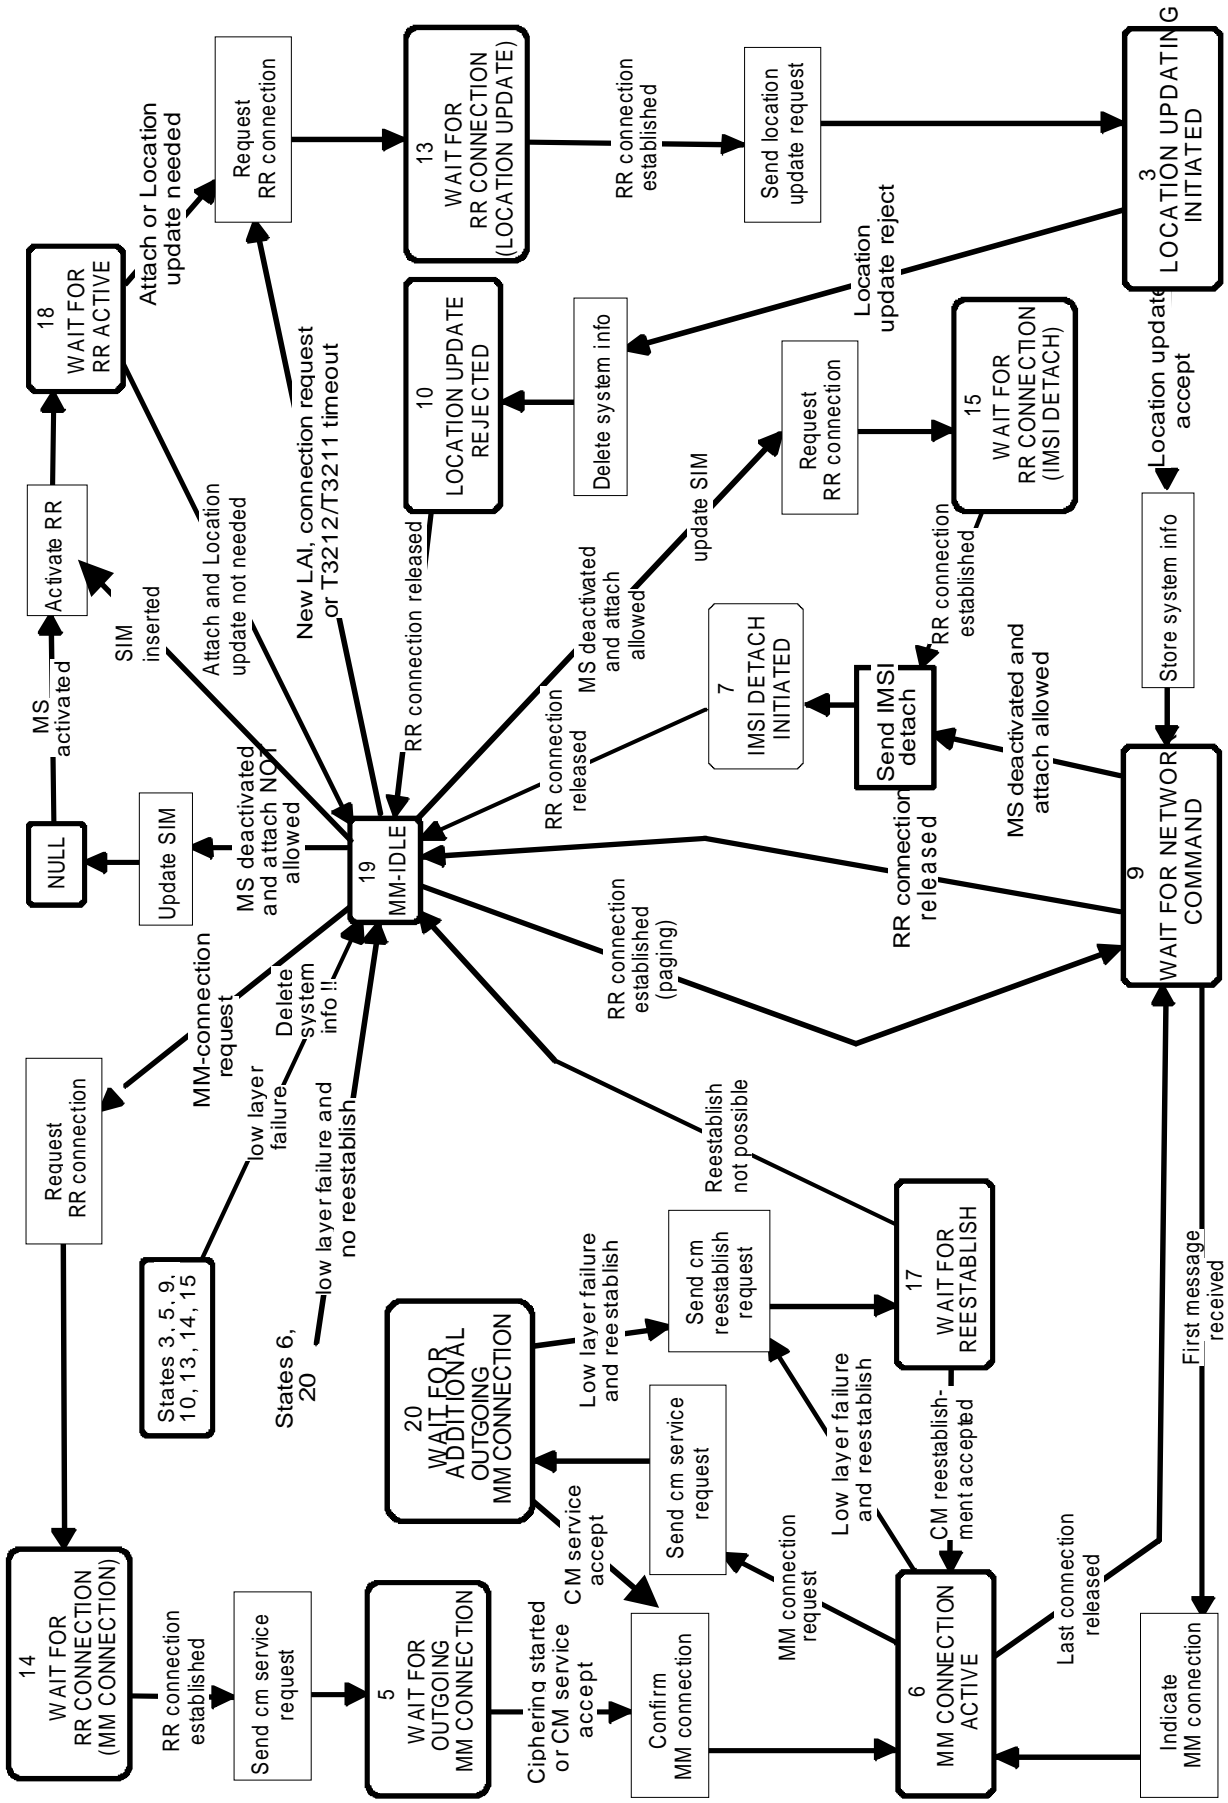 14
WAIT FOR
RR CONNECTION
(MM CONNECTION)
Request
RR connection
NULL
MS
activated
Activate RR
18
WAIT FOR
RR ACTIVE
Attach or Location
update needed
Request
RR connection
States 3, 5, 9,
10, 13, 14, 15
low layer
failure
Delete
system
info !!
MM-connection
request
Update SIM
MS deactivated
and attach NOT
allowed
SIM
inserted
Attach and Location
update not needed
New LAI, connection request
or T3212/T3211 timeout
RR connection
established
Send cm service
request
States 6,
20
low layer failure and
no reestablish
19
MM-IDLE
RR connection released
10
LOCATION UPDATE
REJECTED
13
WAIT FOR
RR CONNECTION
(LOCATION UPDATE)
5
WAIT FOR
OUTGOING
MM CONNECTION
20
WAIT FOR
ADDITIONAL
OUTGOING
MM CONNECTION
Ciphering started
or CM service
accept
CM service
accept
Low layer failure
and reestablish
RR connection
established
(paging)
RR connection
released
MS deactivated
and attach
allowed
update SIM
Delete system info
RR connection
established
Confirm
MM connection
Send cm service
request
Send cm
reestablish
request
Reestablish
not possible
7
IMSI DETACH
INITIATED
Request
RR connection
Send location
update request
MM connection
request
Low layer failure
and reestablish
Send IMSI
detach
RR connection
established
Location
update reject
6
MM CONNECTION
ACTIVE
CM reestablish-
ment accepted
17
WAIT FOR
REESTABLISH
RR connection
released
MS deactivated and
attach allowed
15
WAIT FOR
RR CONNECTION
(IMSI DETACH)
Last connection
released
Indicate
MM connection
First message
received
9
WAIT FOR NETWORK
COMMAND
Store system info
Location update
accept
3
LOCATION UPDATING
INITIATED